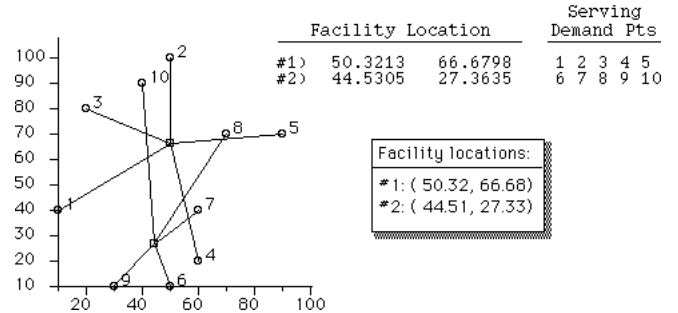 Serving
Facility Location Demand Pts
#1) 50.3213 66.6798 1 2 3 4 5
#2) 44.5305 27.3635 6 7 8 9 10
100
90
80
70
60
50
40
30
20
10
20 40 60 80 100
2
10
3
8
5
1
7
4
9
6
Facility locations:
#1: ( 50.32, 66.68)
#2: ( 44.51, 27.33)